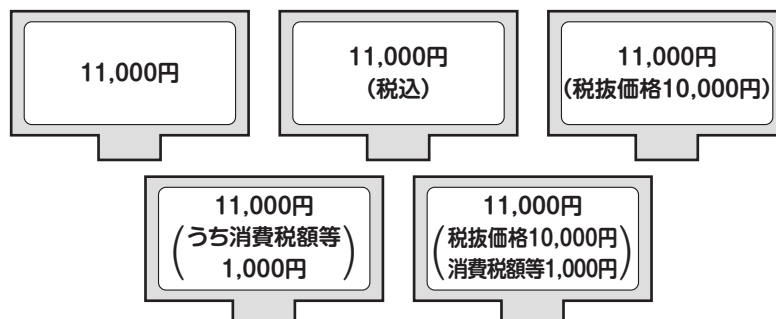 11,000円
11,000円
(税込)
11,000円
(税抜価格10,000円)
11,000円
(うち消費税額等
1,000円)
11,000円
(税抜価格10,000円
消費税額等1,000円)